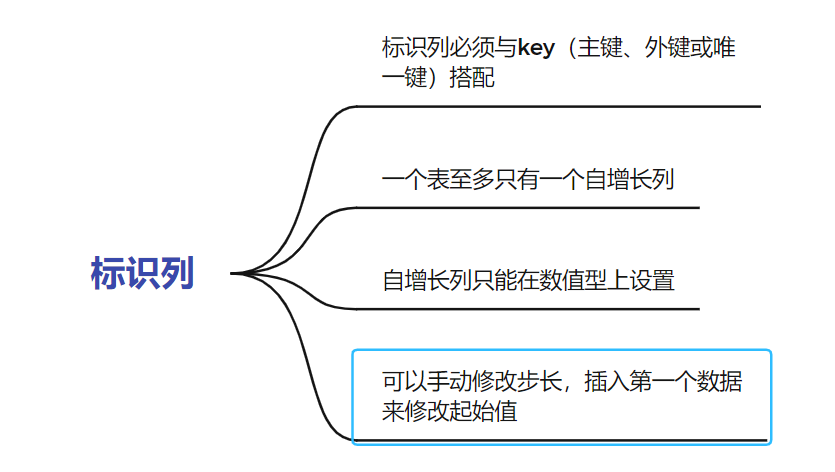 标识列必须与key（主键、外键或唯
一键）搭配
一个表至多只有一个自增长列
标识列
自增长列只能在数值型上设置
可以手动修改步长，插入第一个数据
来修改起始值